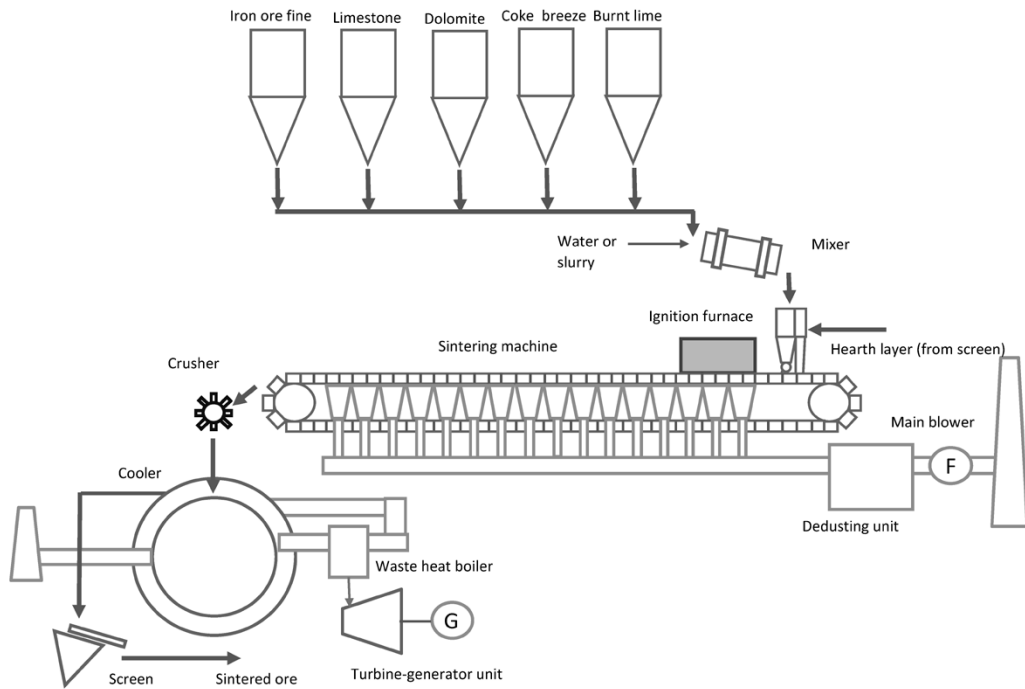 Iron ore fine
Limestone
Dolomite
Coke breeze
Burnt lime
Water or
slurry
Mixer
Ignition furnace
Hearth layer (from screen)
Sintering machine
Crusher
Main blower
F
Cooler
Dedusting unit
Waste heat boiler
G
Screen
Sintered ore
Turbine-generator unit